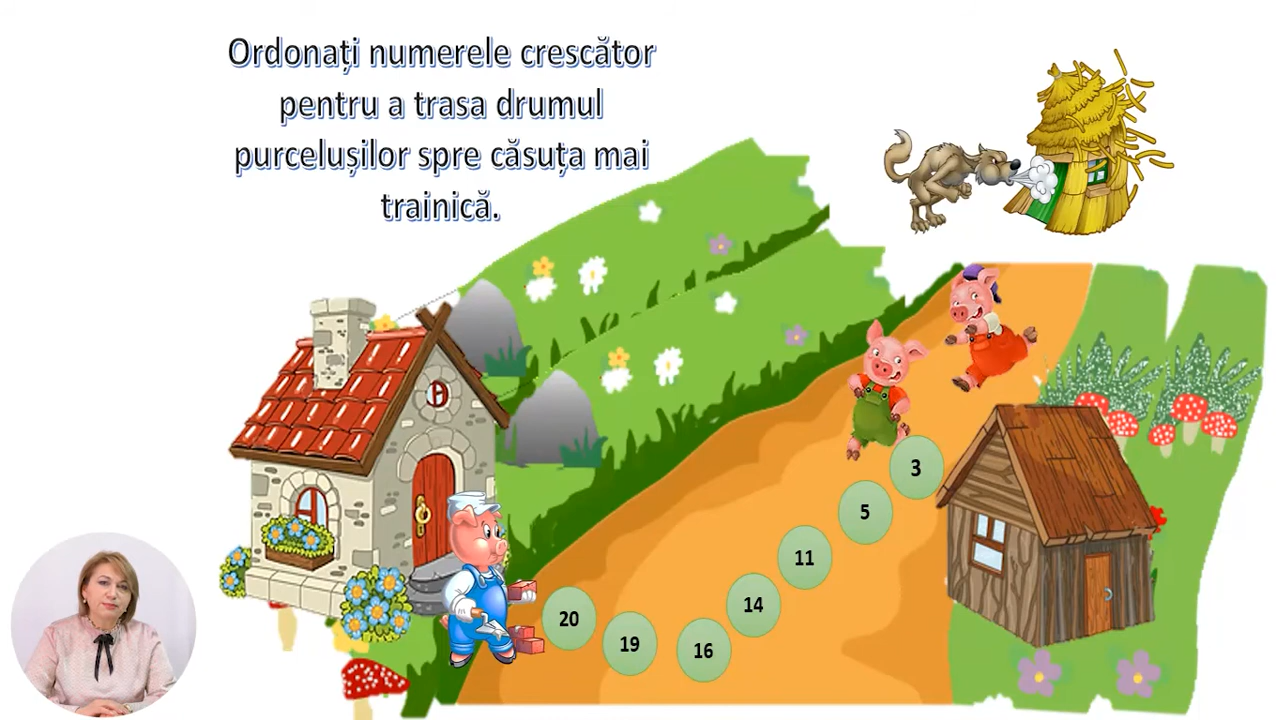 Ordonați numerele crescător
pentru a trasa drumul
purcelușilor spre căsuța mai
trainică.
3
5
11
14
20
19
16